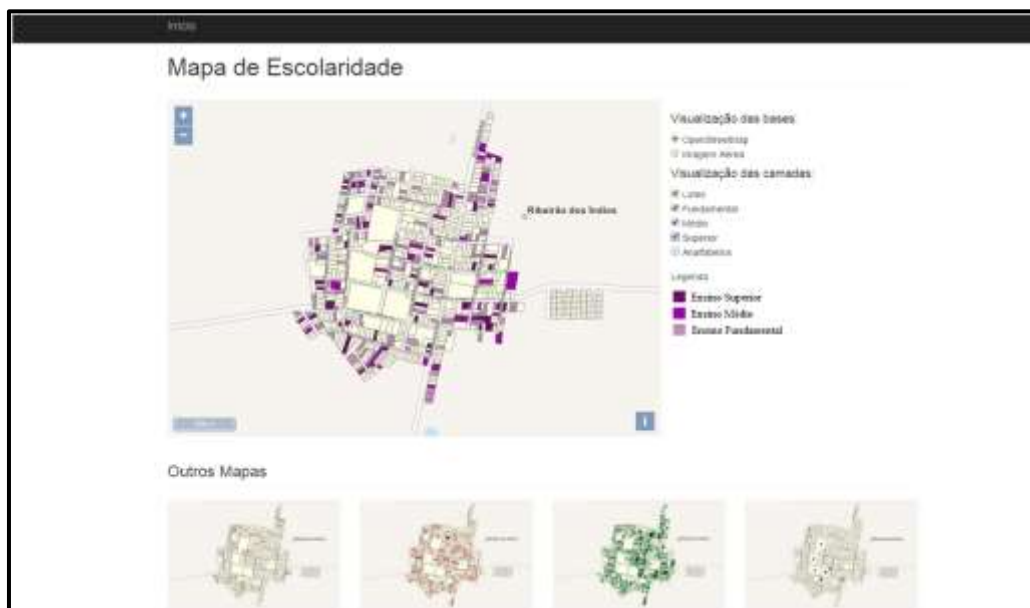 Início
Mapa de Escolaridade
+
Visualização das bases
OpenStreetMap
Imagem Aérea
−
Visualização das camadas:
Lotes
Fundamental
Ribeirão dos Índios
Médio
Superior
Analfabetos
Legenda
Ensino Superior
Ensino Médio
Ensino Fundamental
i
Outros Mapas